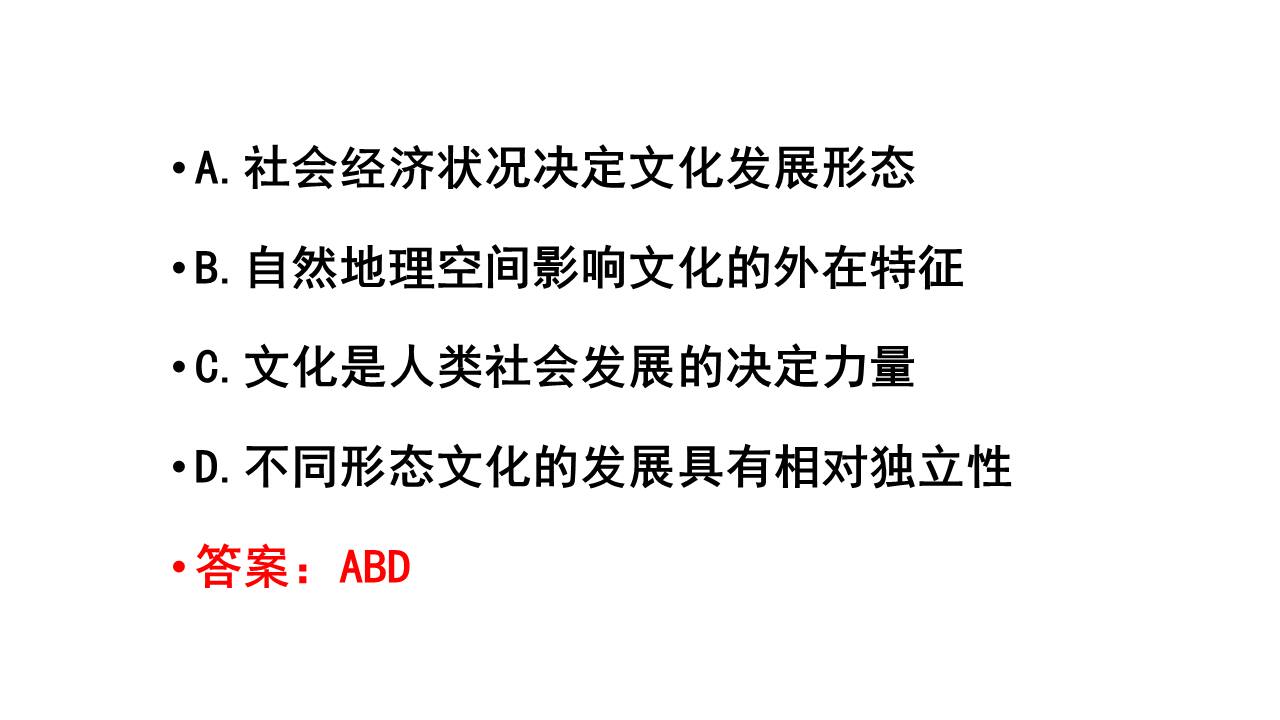 •A.社会经济状况决定文化发展形态
•B.自然地理空间影响文化的外在特征
•C.文化是人类社会发展的决定力量
•D.不同形态文化的发展具有相对独立性
•答案：ABD